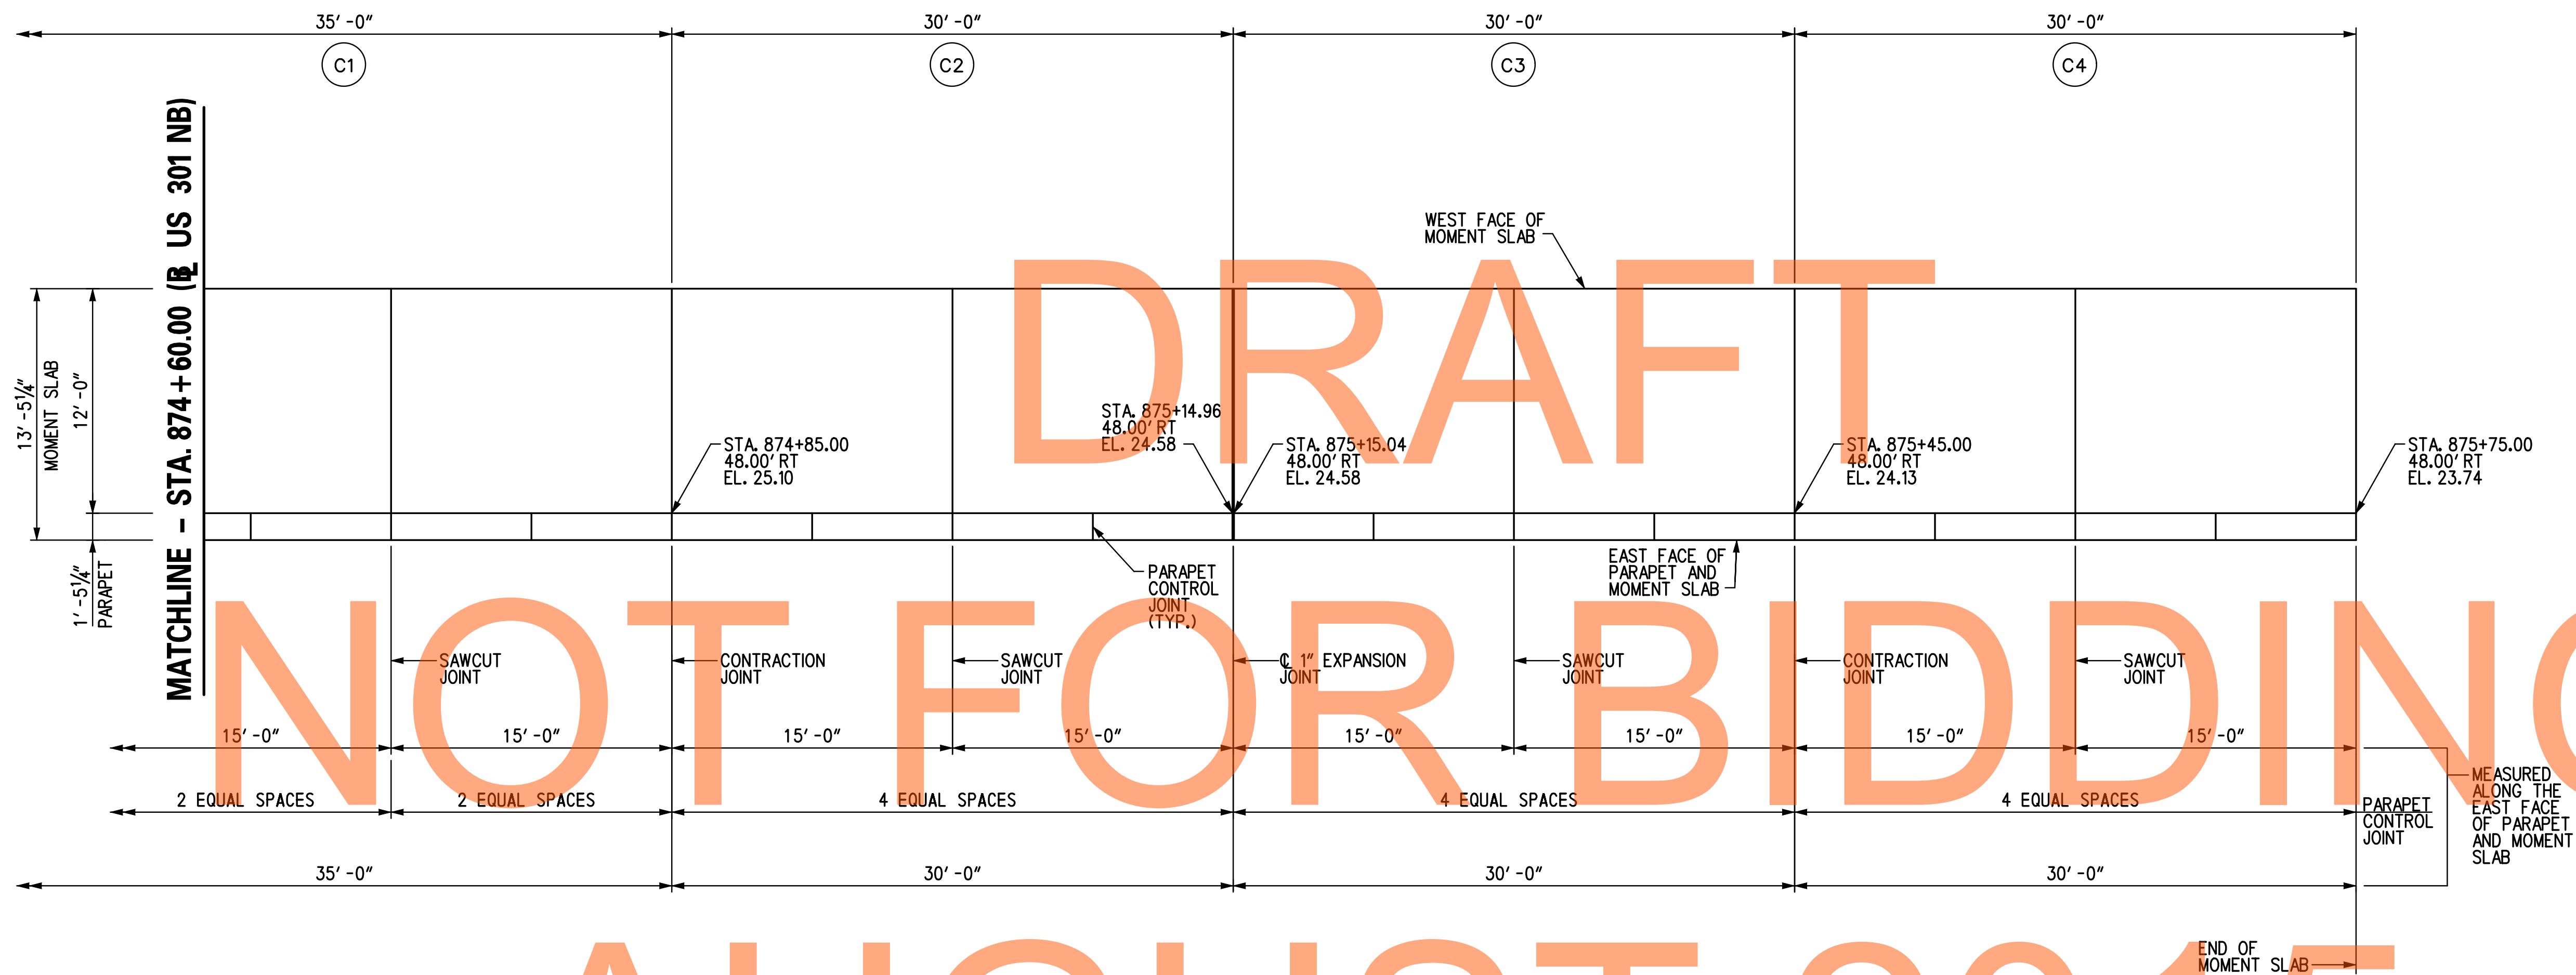 35'-0" 30'-0" 30'-0" 30'-0"
C1 C2 C3 C4
MATCHLINE - STA. 874+60.00 (BL US 301 NB)
WEST FACE OF
MOMENT SLAB
DRAFT
13'-5¼"
MOMENT SLAB
12'-0"
1'-5¼"
PARAPET
STA. 874+85.00
48.00' RT
EL. 25.10
STA. 875+14.96
48.00' RT
EL. 24.58
STA. 875+15.04
48.00' RT
EL. 24.58
STA. 875+45.00
48.00' RT
EL. 24.13
STA. 875+75.00
48.00' RT
EL. 23.74
PARAPET
CONTROL
JOINT
(TYP.)
EAST FACE OF
PARAPET AND
MOMENT SLAB
NOT FOR BIDDING
SAWCUT
JOINT
CONTRACTION
JOINT
SAWCUT
JOINT
℄ 1" EXPANSION
JOINT
SAWCUT
JOINT
CONTRACTION
JOINT
SAWCUT
JOINT
15'-0" 15'-0" 15'-0" 15'-0" 15'-0" 15'-0" 15'-0" 15'-0"
2 EQUAL SPACES 2 EQUAL SPACES 4 EQUAL SPACES 4 EQUAL SPACES 4 EQUAL SPACES
PARAPET
CONTROL
JOINT
MEASURED
ALONG THE
EAST FACE
OF PARAPET
AND MOMENT
SLAB
35'-0" 30'-0" 30'-0" 30'-0"
END OF
MOMENT SLAB